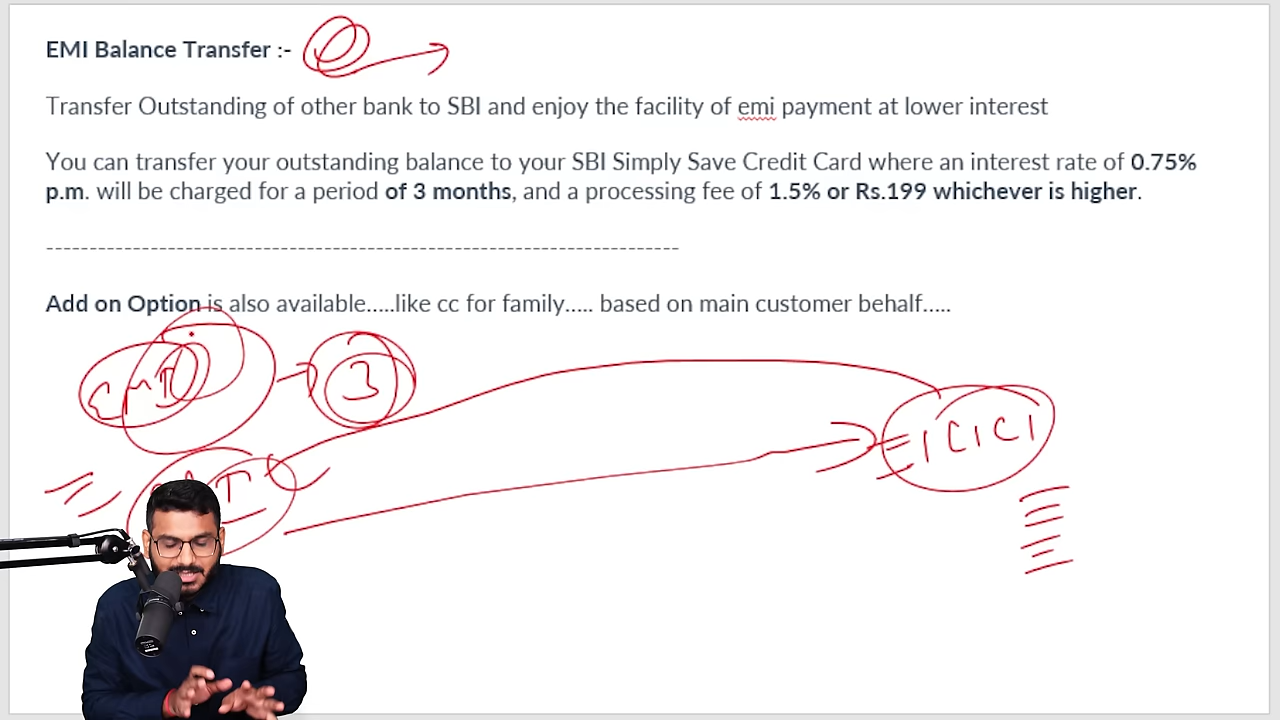 EMI Balance Transfer :-
Transfer Outstanding of other bank to SBI and enjoy the facility of emi payment at lower interest
You can transfer your outstanding balance to your SBI Simply Save Credit Card where an interest rate of 0.75%
p.m. will be charged for a period of 3 months, and a processing fee of 1.5% or Rs.199 whichever is higher.
------------------------------------------------------------------------
Add on Option is also available.....like cc for family..... based on main customer behalf.....
EMI 3
ICICI